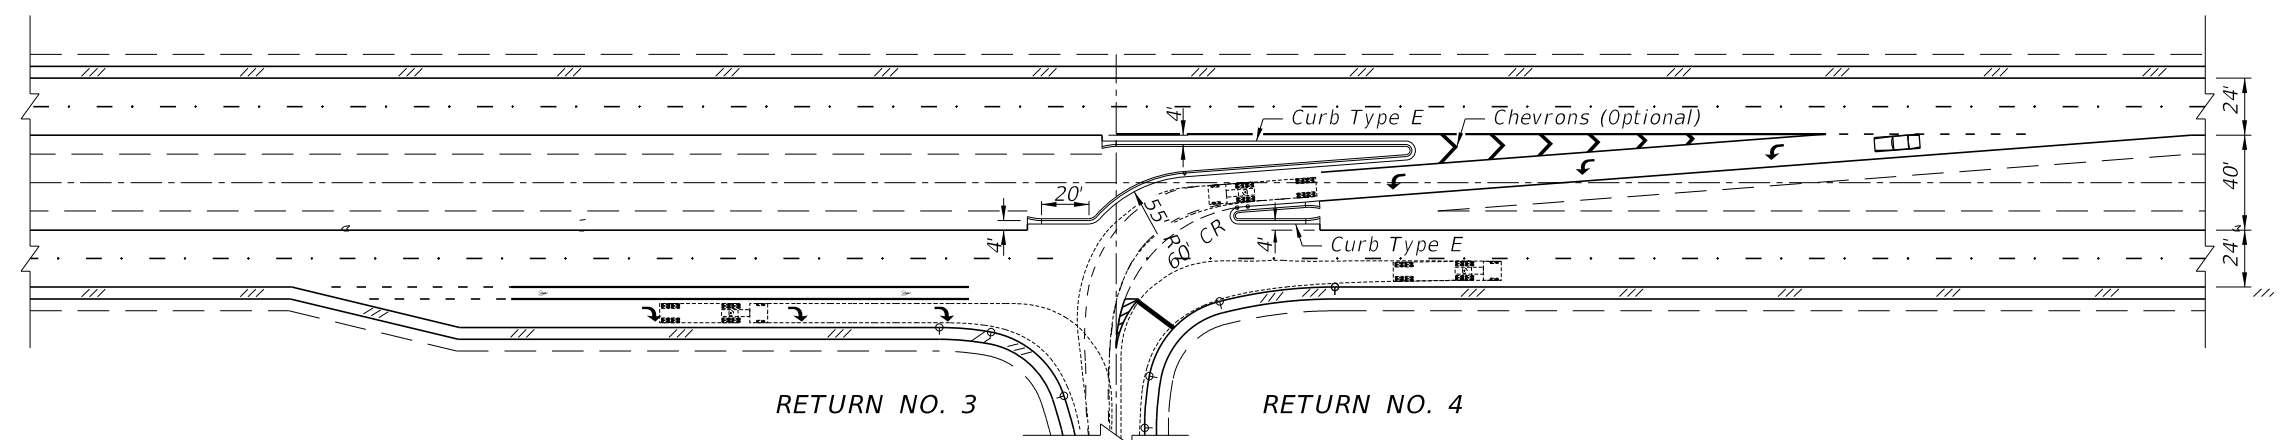 4'
Curb Type E
Chevrons (Optional)
24'
20'
55' R
40'
4'
60' CR
4'
Curb Type E
24'
RETURN NO. 3
RETURN NO. 4